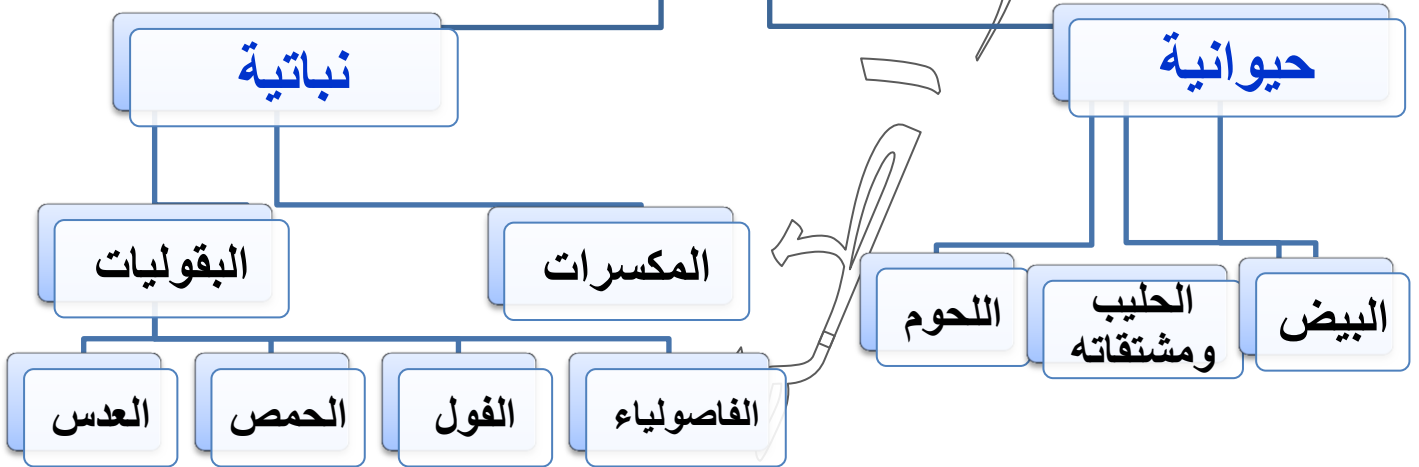 حيوانية
نباتية
البيض
الحليب
ومشتقاته
اللحوم
المكسرات
البقوليات
الفاصولياء
الفول
الحمص
العدس